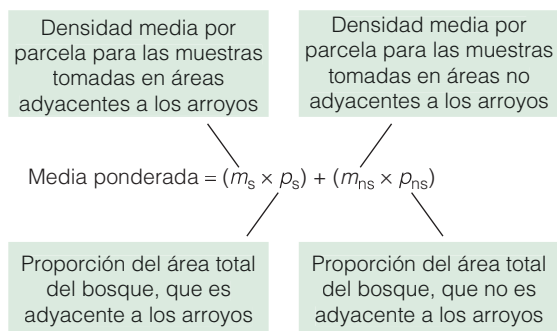 Densidad media por
parcela para las muestras
tomadas en áreas
adyacentes a los arroyos
Densidad media por
parcela para las muestras
tomadas en áreas no
adyacentes a los arroyos
Media ponderada = (mₛ × pₛ) + (mₙₛ × pₙₛ)
Proporción del área total
del bosque, que es
adyacente a los arroyos
Proporción del área total
del bosque, que no es
adyacente a los arroyos